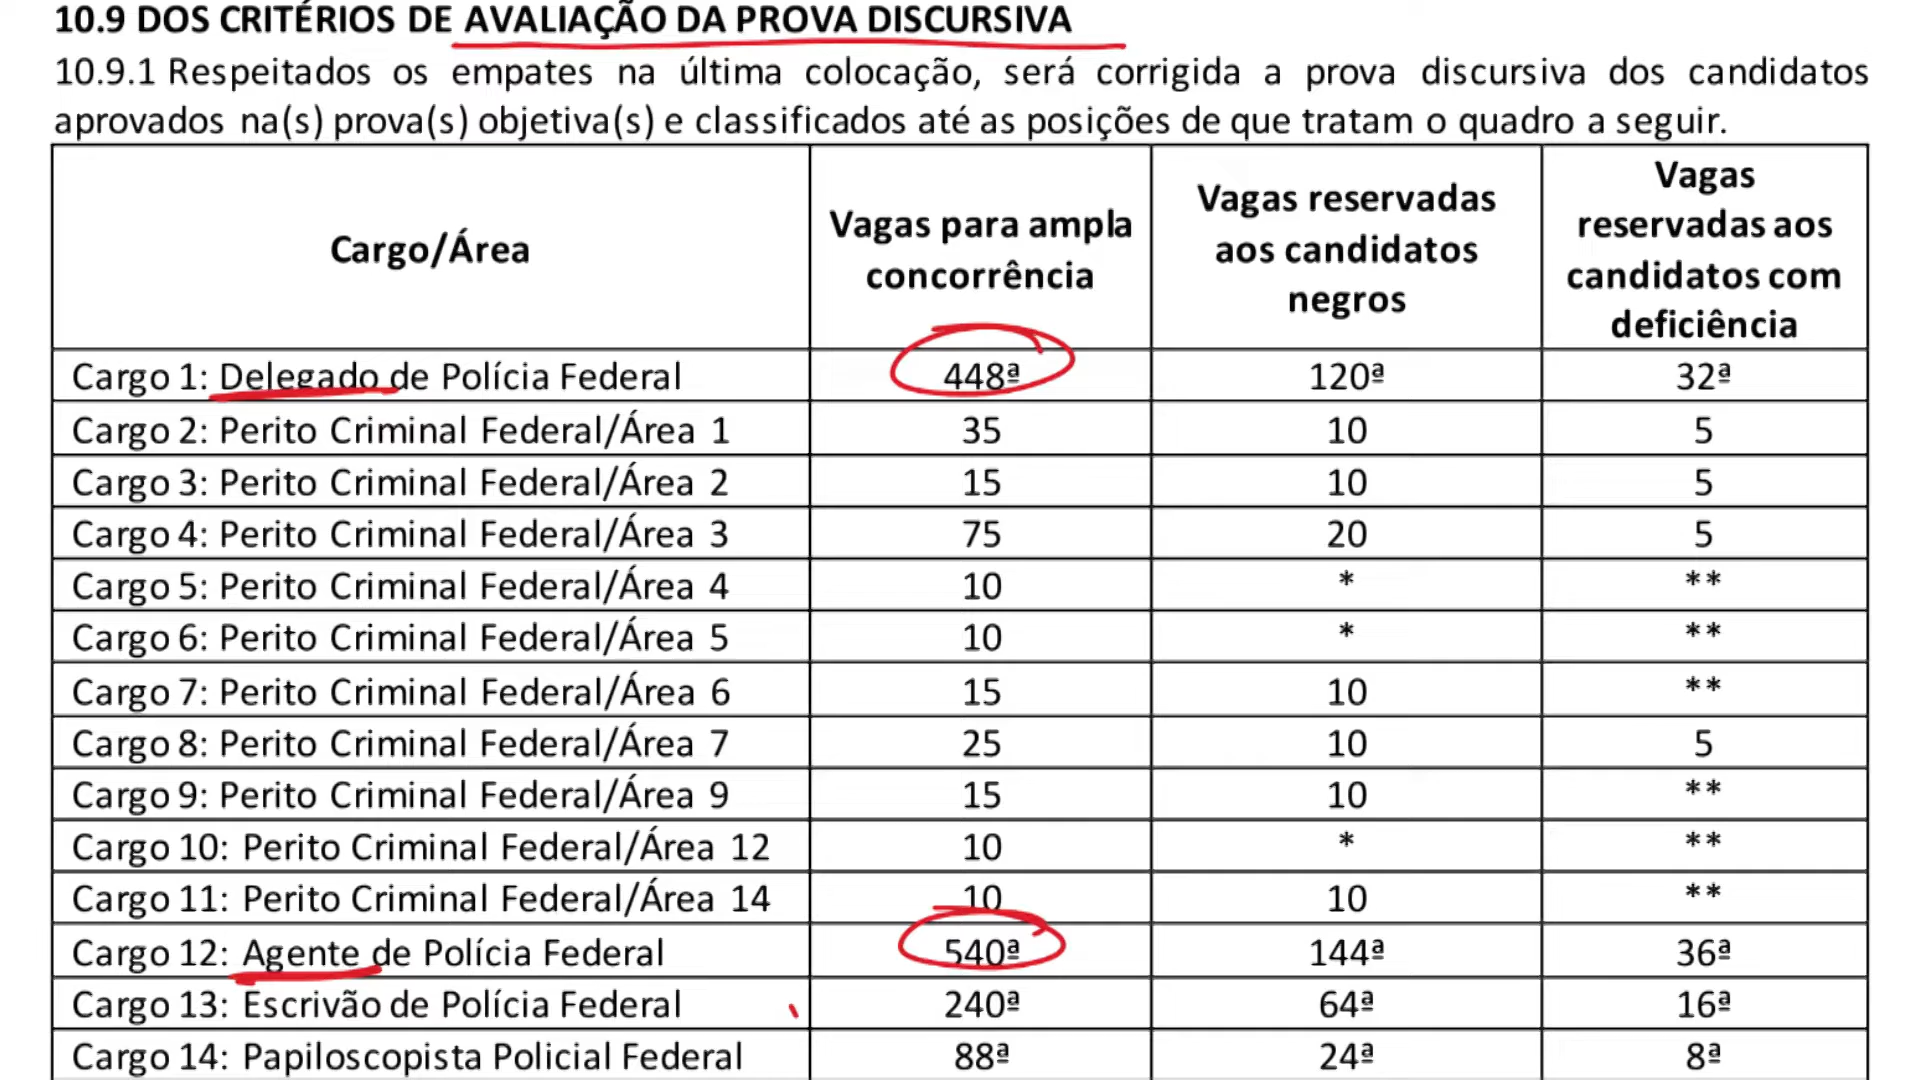 10.9 DOS CRITÉRIOS DE AVALIAÇÃO DA PROVA DISCURSIVA
10.9.1 Respeitados os empates na última colocação, será corrigida a prova discursiva dos candidatos
aprovados na(s) prova(s) objetiva(s) e classificados até as posições de que tratam o quadro a seguir.
Cargo/Área
Vagas para ampla
concorrência
Vagas reservadas
aos candidatos
negros
Vagas
reservadas aos
candidatos com
deficiência
Cargo 1: Delegado de Polícia Federal 448ª 120ª 32ª
Cargo 2: Perito Criminal Federal/Área 1 35 10 5
Cargo 3: Perito Criminal Federal/Área 2 15 10 5
Cargo 4: Perito Criminal Federal/Área 3 75 20 5
Cargo 5: Perito Criminal Federal/Área 4 10 * **
Cargo 6: Perito Criminal Federal/Área 5 10 * **
Cargo 7: Perito Criminal Federal/Área 6 15 10 **
Cargo 8: Perito Criminal Federal/Área 7 25 10 5
Cargo 9: Perito Criminal Federal/Área 9 15 10 **
Cargo 10: Perito Criminal Federal/Área 12 10 * **
Cargo 11: Perito Criminal Federal/Área 14 10 10 **
Cargo 12: Agente de Polícia Federal 540ª 144ª 36ª
Cargo 13: Escrivão de Polícia Federal 240ª 64ª 16ª
Cargo 14: Papiloscopista Policial Federal 88ª 24ª 8ª